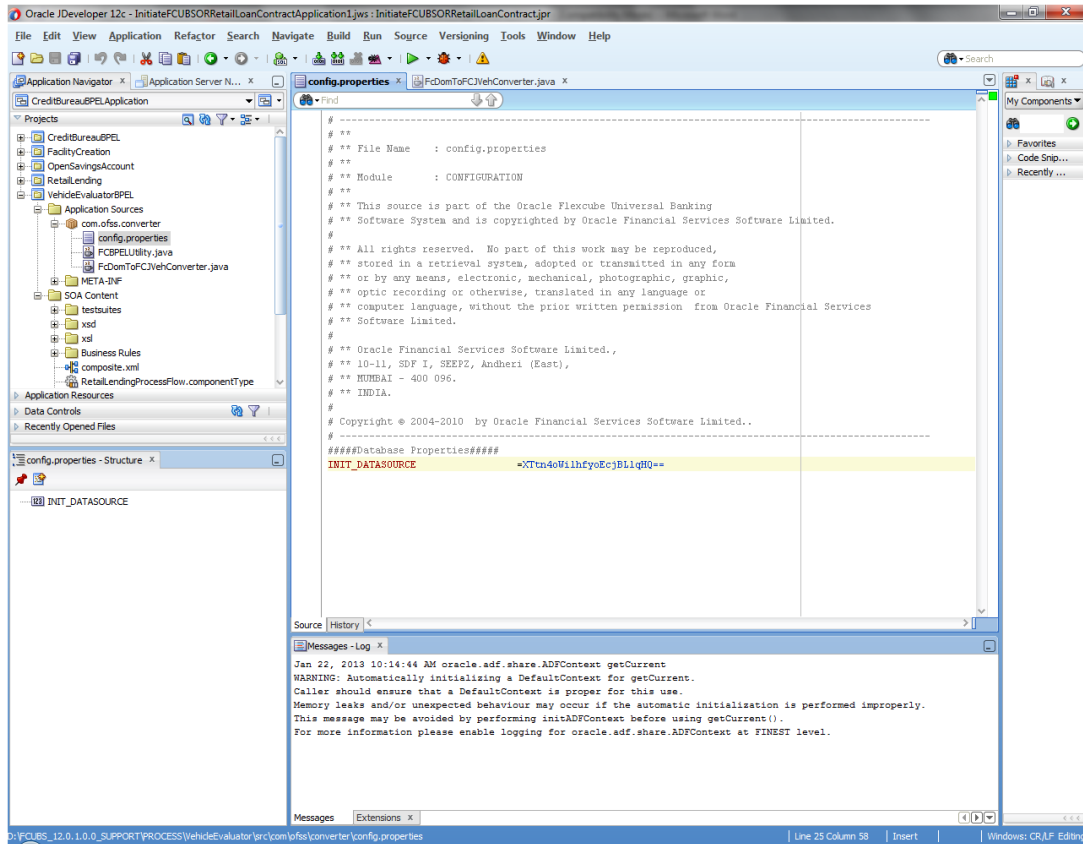 Oracle JDeveloper 12c - InitiateFCUBSORRetailLoanContractApplication1.jws : InitiateFCUBSORRetailLoanContract.jpr
File Edit View Application Refactor Search Navigate Build Run Source Versioning Tools Window Help
Search
Application Navigator x
Application Server N... x
CreditBureauBPELApplication
Projects
CreditBureauBPEL
FacilityCreation
OpenSavingsAccount
RetailLending
VehicleEvaluatorBPEL
Application Sources
com.ofss.converter
config.properties
FCBPELUtility.java
FcDomToFCJVehConverter.java
META-INF
SOA Content
testsuites
xsd
xsl
Business Rules
composite.xml
RetailLendingProcessFlow.componentType
Application Resources
Data Controls
Recently Opened Files
config.properties - Structure x
INIT_DATASOURCE
config.properties x
FcDomToFCJVehConverter.java x
Find
# --------------------------------------------------------------------------------------------------
# **
# ** File Name : config.properties
# **
# ** Module : CONFIGURATION
# **
# ** This source is part of the Oracle Flexcube Universal Banking
# ** Software System and is copyrighted by Oracle Financial Services Software Limited.
#
# ** All rights reserved. No part of this work may be reproduced,
# ** stored in a retrieval system, adopted or transmitted in any form
# ** or by any means, electronic, mechanical, photographic, graphic,
# ** optic recording or otherwise, translated in any language or
# ** computer language, without the prior written permission from Oracle Financial Services
# ** Software Limited.
#
# ** Oracle Financial Services Software Limited.,
# ** 10-11, SDF I, SEEPZ, Andheri (East),
# ** MUMBAI - 400 096.
# ** INDIA.
#
# Copyright © 2004-2010 by Oracle Financial Services Software Limited..
# --------------------------------------------------------------------------------------------------
#####Database Properties#####
INIT_DATASOURCE =XTtn4oWilhfyoEcjBLlqHQ==
Source History
My Components
Favorites
Code Snip...
Recently ...
Messages - Log x
Jan 22, 2013 10:14:44 AM oracle.adf.share.ADFContext getCurrent
WARNING: Automatically initializing a DefaultContext for getCurrent.
Caller should ensure that a DefaultContext is proper for this use.
Memory leaks and/or unexpected behaviour may occur if the automatic initialization is performed improperly.
This message may be avoided by performing initADFContext before using getCurrent().
For more information please enable logging for oracle.adf.share.ADFContext at FINEST level.
Messages Extensions x
D:\FCUBS_12.0.1.0.0_SUPPORT\PROCESS\VehicleEvaluator\src\com\ofss\converter\config.properties
Line 25 Column 58 Insert Windows: CR/LF Editing